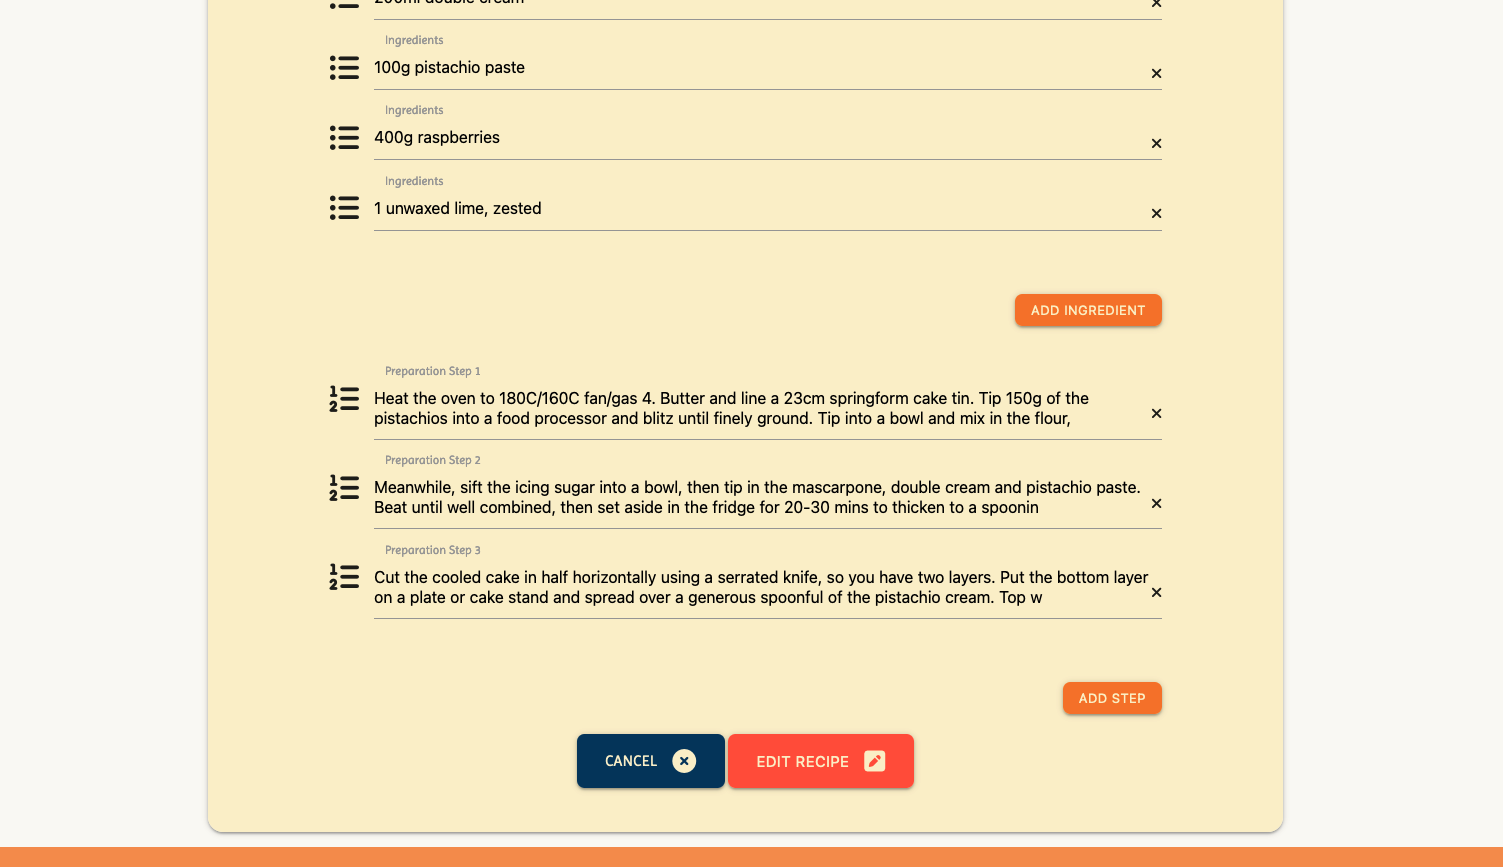 200ml double cream
Ingredients
100g pistachio paste
Ingredients
400g raspberries
Ingredients
1 unwaxed lime, zested
ADD INGREDIENT
Preparation Step 1
Heat the oven to 180C/160C fan/gas 4. Butter and line a 23cm springform cake tin. Tip 150g of the
pistachios into a food processor and blitz until finely ground. Tip into a bowl and mix in the flour,
Preparation Step 2
Meanwhile, sift the icing sugar into a bowl, then tip in the mascarpone, double cream and pistachio paste.
Beat until well combined, then set aside in the fridge for 20-30 mins to thicken to a spoonin
Preparation Step 3
Cut the cooled cake in half horizontally using a serrated knife, so you have two layers. Put the bottom layer
on a plate or cake stand and spread over a generous spoonful of the pistachio cream. Top w
ADD STEP
CANCEL
EDIT RECIPE